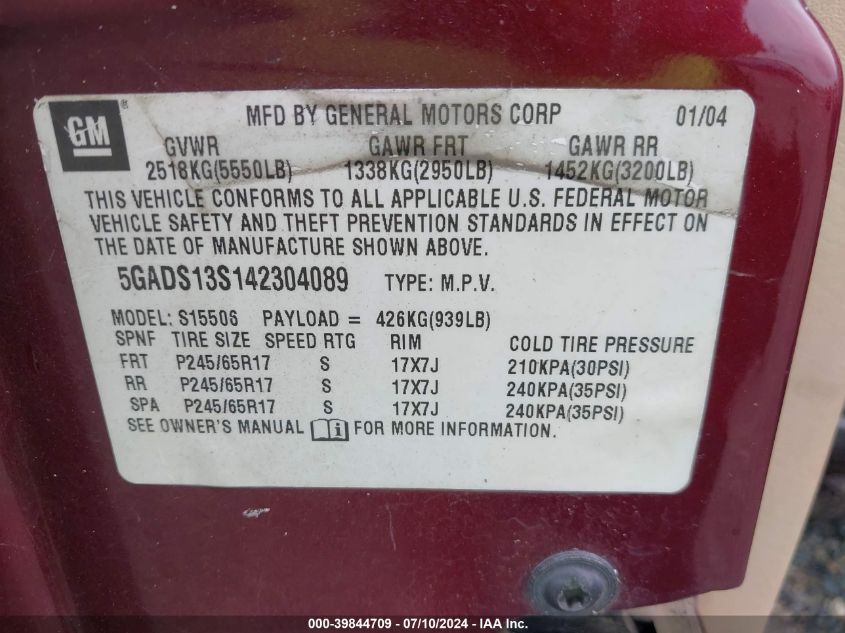 GM
MFD BY GENERAL MOTORS CORP 01/04
GVWR GAWR FRT GAWR RR
2518KG(5550LB) 1338KG(2950LB) 1452KG(3200LB)
THIS VEHICLE CONFORMS TO ALL APPLICABLE U.S. FEDERAL MOTOR
VEHICLE SAFETY AND THEFT PREVENTION STANDARDS IN EFFECT ON
THE DATE OF MANUFACTURE SHOWN ABOVE.
5GADS13S142304089 TYPE: M.P.V.
MODEL: S15506 PAYLOAD = 426KG(939LB)
SPNF TIRE SIZE SPEED RTG RIM COLD TIRE PRESSURE
FRT P245/65R17 S 17X7J 210KPA(30PSI)
RR P245/65R17 S 17X7J 240KPA(35PSI)
SPA P245/65R17 S 17X7J 240KPA(35PSI)
SEE OWNER'S MANUAL i FOR MORE INFORMATION.
000-39844709 / 07/10/2024 - IAA Inc.